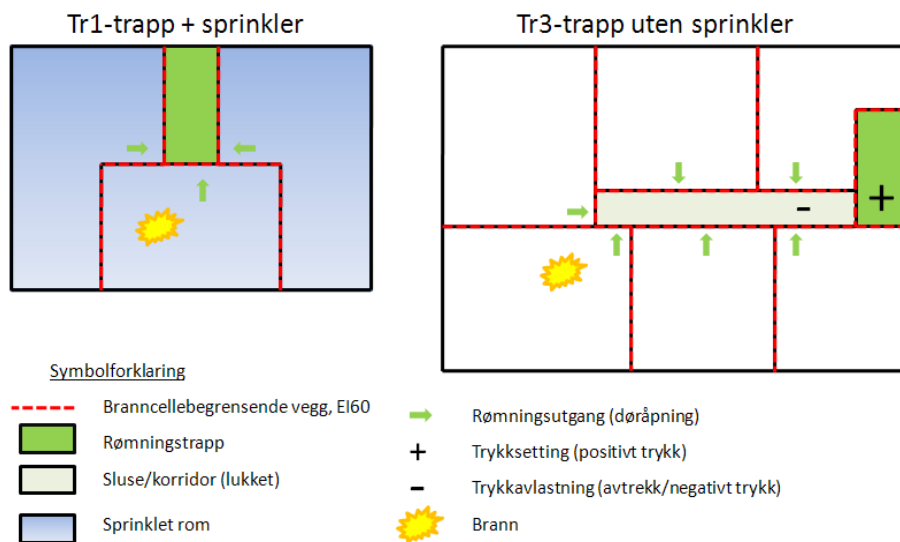 Tr1-trapp + sprinkler
Tr3-trapp uten sprinkler
-
+
Symbolforklaring
Branncellebegrensende vegg, EI60
Rømningstrapp
Sluse/korridor (lukket)
Sprinklet rom
Rømningsutgang (døråpning)
+ Trykksetting (positivt trykk)
- Trykkavlastning (avtrekk/negativt trykk)
Brann